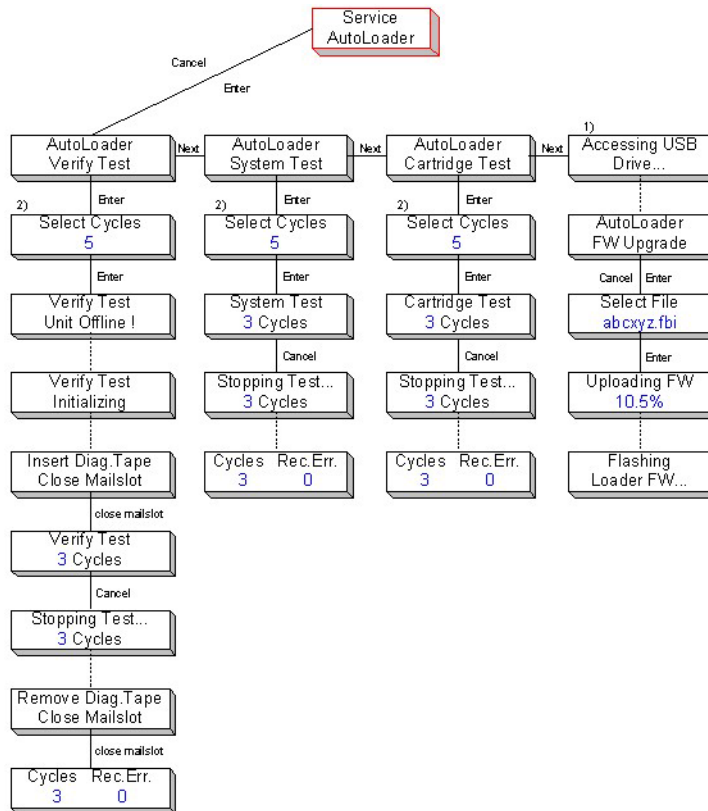 Service
AutoLoader
Cancel
Enter
AutoLoader
Verify Test
Next
AutoLoader
System Test
Next
AutoLoader
Cartridge Test
Next
1)
Accessing USB
Drive...
Enter
Enter
Enter
2)
Select Cycles
5
2)
Select Cycles
5
2)
Select Cycles
5
AutoLoader
FW Upgrade
Enter
Enter
Enter
Cancel Enter
Verify Test
Unit Offline !
System Test
3 Cycles
Cartridge Test
3 Cycles
Select File
abcxyz.fbi
Cancel
Cancel
Enter
Verify Test
Initializing
Stopping Test...
3 Cycles
Stopping Test...
3 Cycles
Uploading FW
10.5%
Insert Diag.Tape
Close Mailslot
Cycles Rec.Err.
3 0
Cycles Rec.Err.
3 0
Flashing
Loader FW...
close mailslot
Verify Test
3 Cycles
Cancel
Stopping Test...
3 Cycles
Remove Diag.Tape
Close Mailslot
close mailslot
Cycles Rec.Err.
3 0